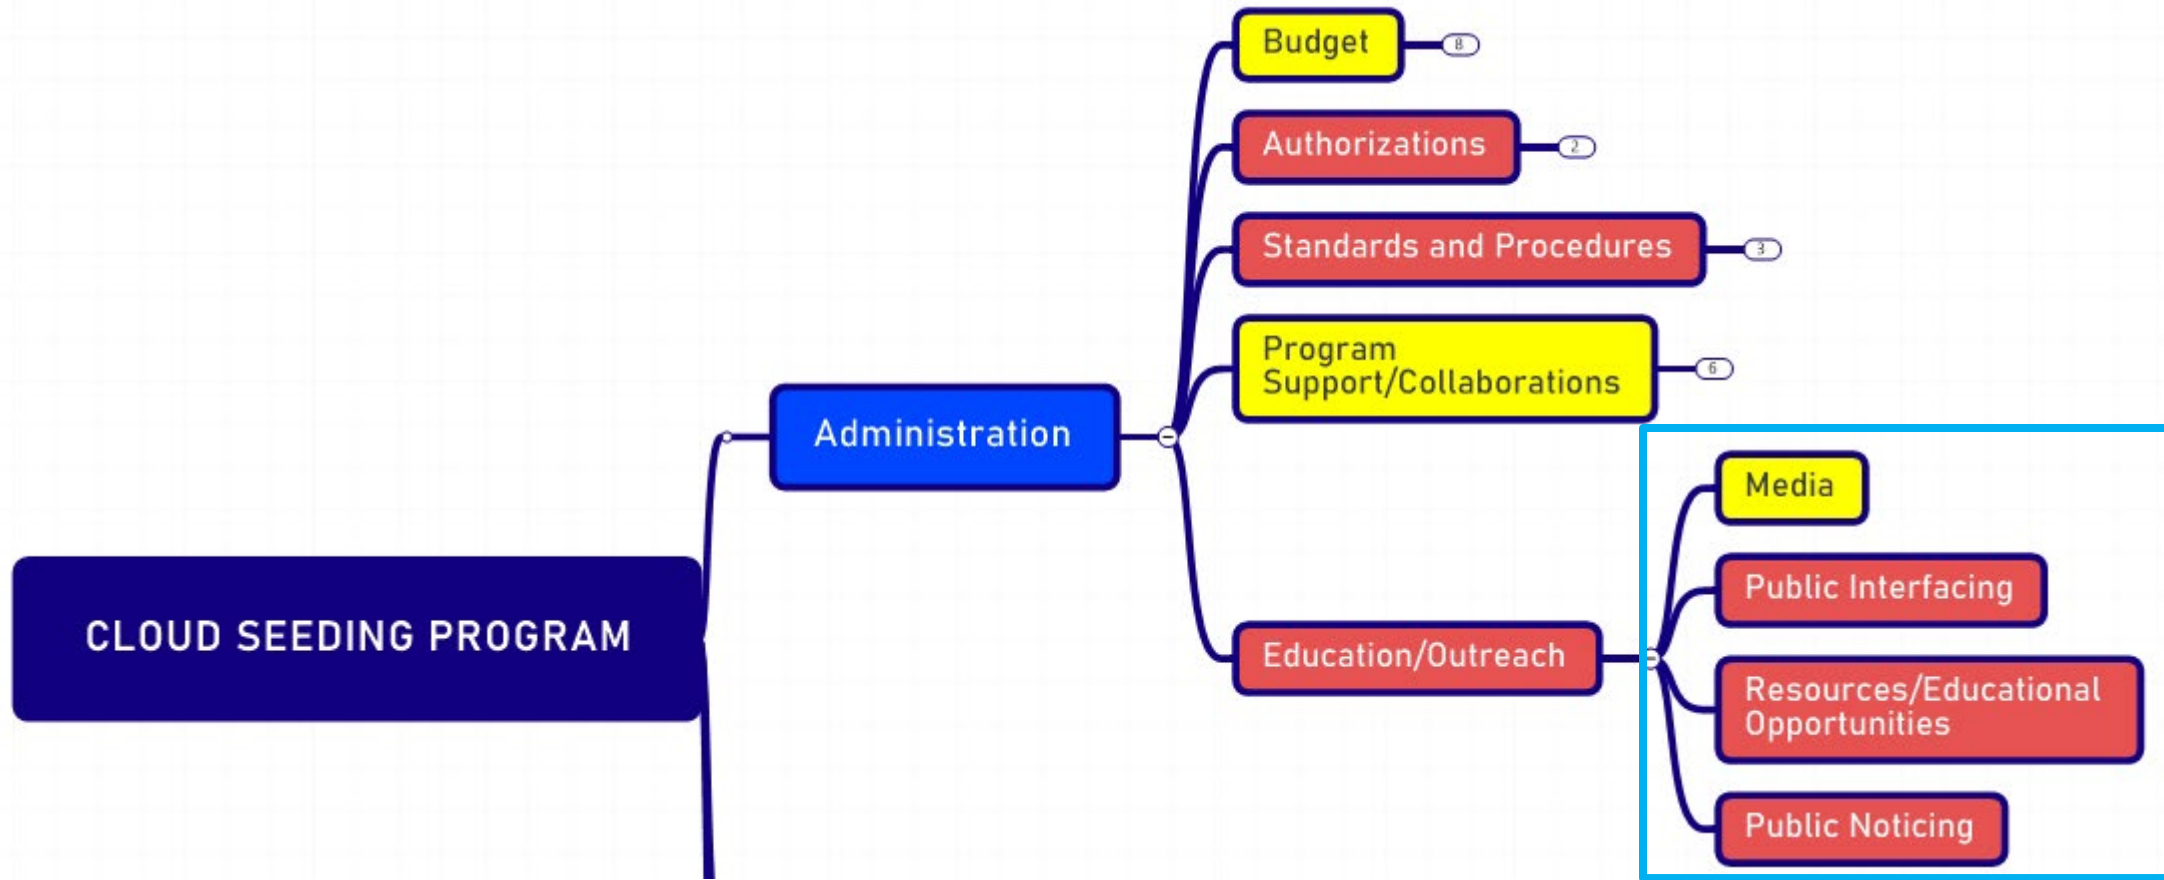 Budget
8
Authorizations
2
Standards and Procedures
3
Program
Support/Collaborations
6
Administration
CLOUD SEEDING PROGRAM
Education/Outreach
Media
Public Interfacing
Resources/Educational
Opportunities
Public Noticing